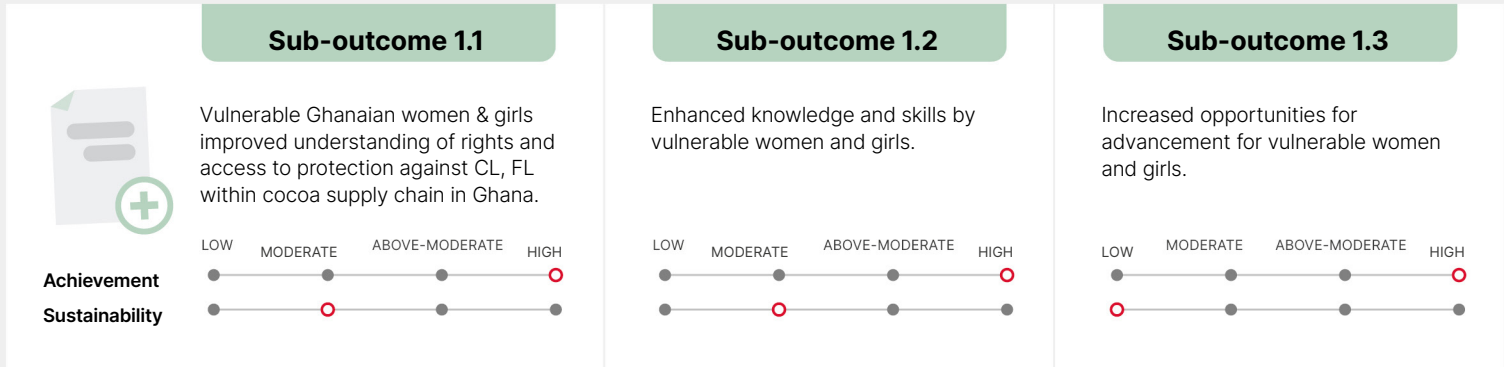 Sub-outcome 1.1
Vulnerable Ghanaian women & girls
improved understanding of rights and
access to protection against CL, FL
within cocoa supply chain in Ghana.
LOW MODERATE ABOVE-MODERATE HIGH
Sub-outcome 1.2
Enhanced knowledge and skills by
vulnerable women and girls.
LOW MODERATE ABOVE-MODERATE HIGH
Sub-outcome 1.3
Increased opportunities for
advancement for vulnerable women
and girls.
LOW MODERATE ABOVE-MODERATE HIGH
Achievement
Sustainability